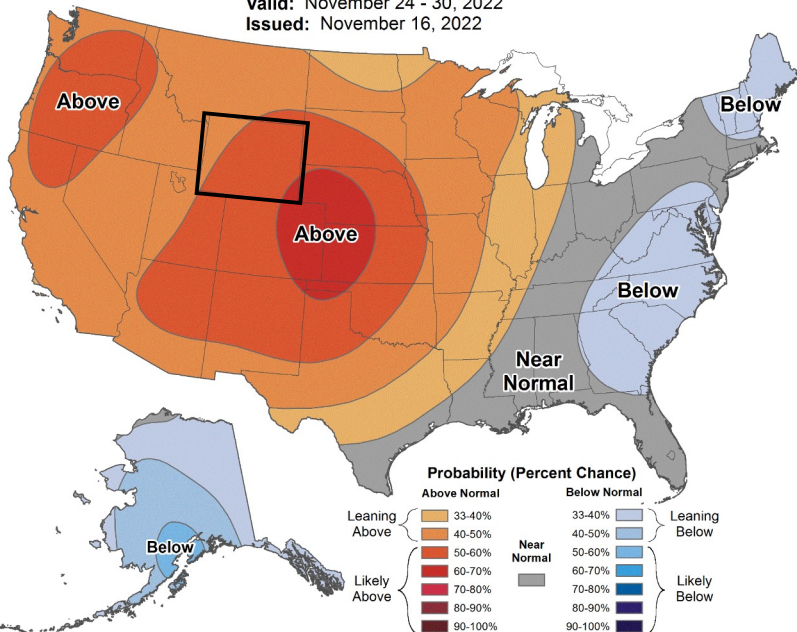 Valid: November 24 - 30, 2022
Issued: November 16, 2022
Above
Below
Above
Below
Near
Normal
Below
Probability (Percent Chance)
Above Normal
Below Normal
Leaning
Above
33-40%
40-50%
Likely
Above
50-60%
60-70%
70-80%
80-90%
90-100%
Near
Normal
33-40%
40-50%
Leaning
Below
50-60%
60-70%
70-80%
80-90%
90-100%
Likely
Below